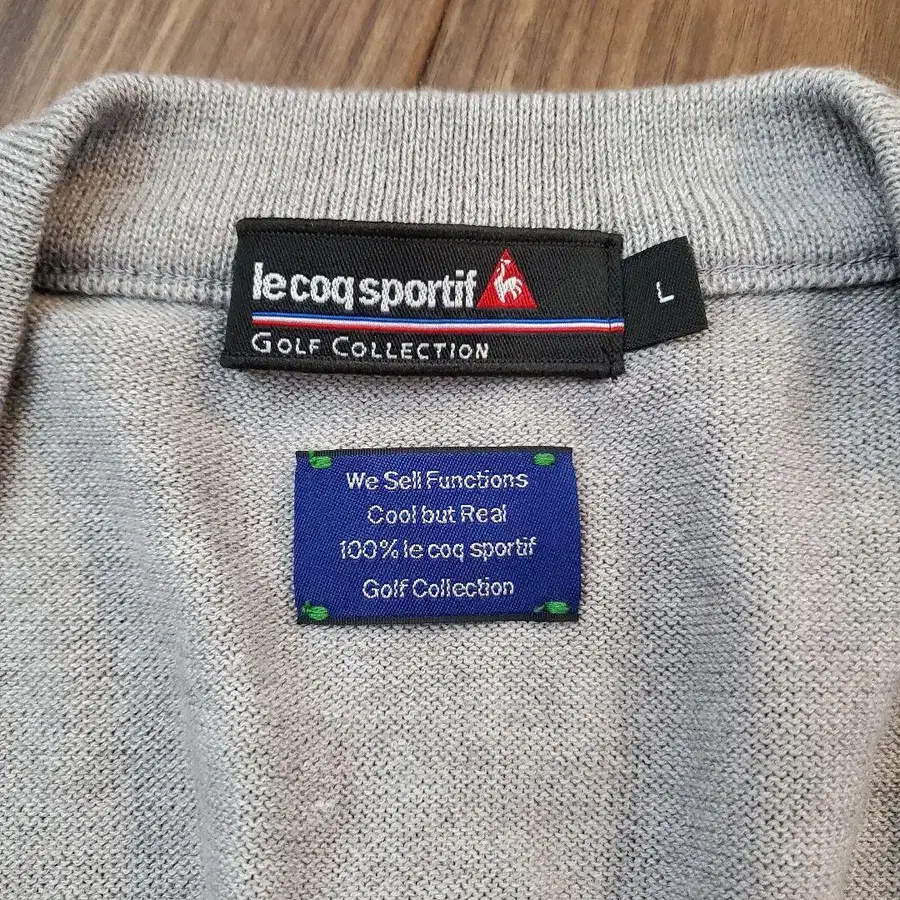 le coq sportif
GOLF COLLECTION
L
We Sell Functions
Cool but Real
100% le coq sportif
Golf Collection